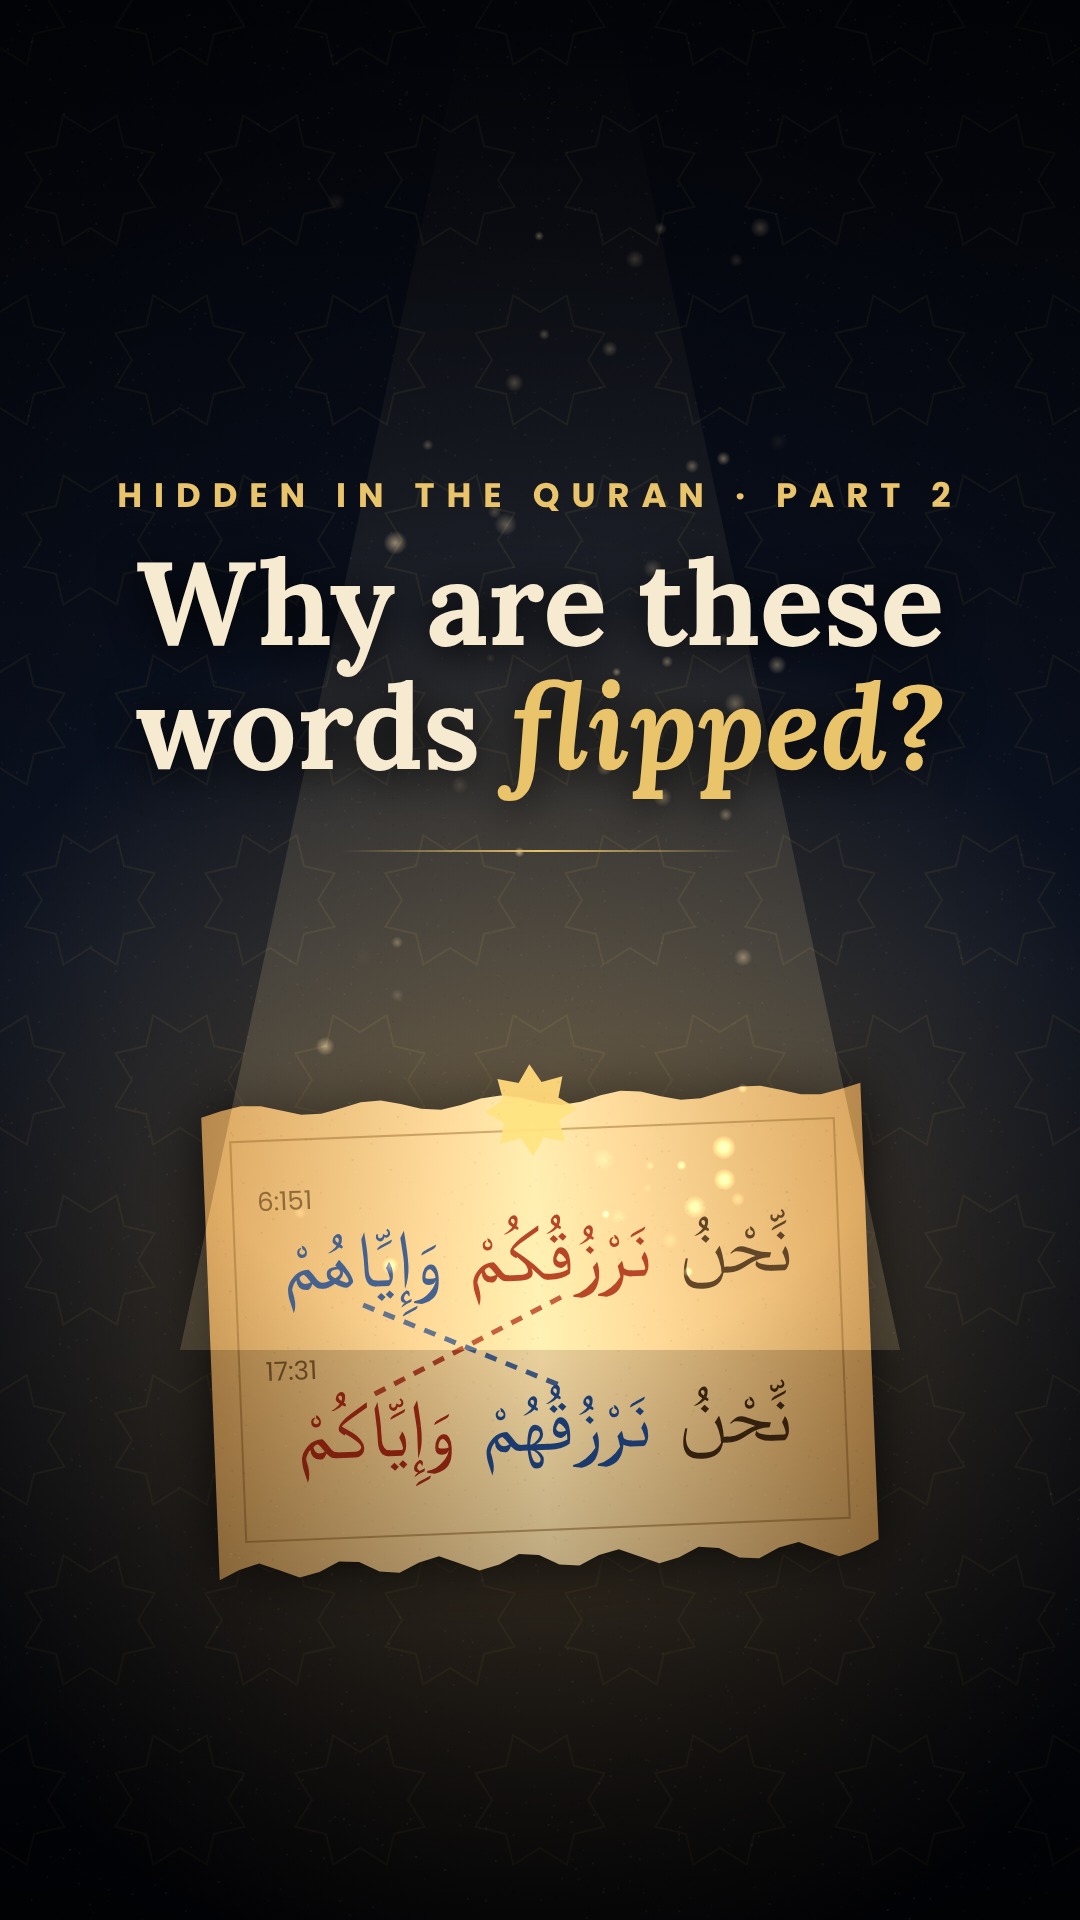 HIDDEN IN THE QURAN · PART 2
Why are these
words flipped?
6:151
نَّحْنُ نَرْزُقُكُمْ وَإِيَّاهُمْ
17:31
نَّحْنُ نَرْزُقُهُمْ وَإِيَّاكُمْ